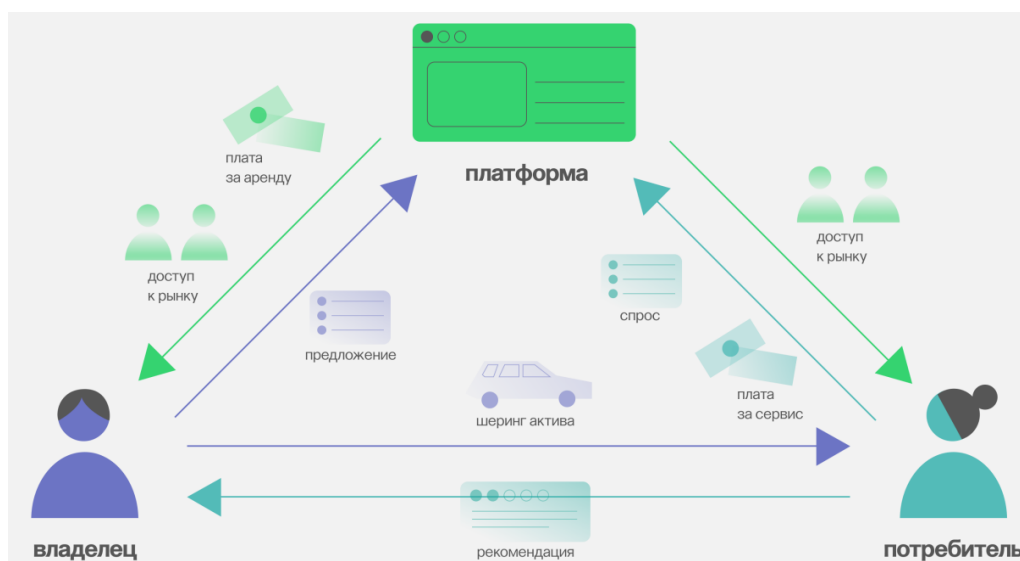 платформа
плата
за аренду
доступ
к рынку
доступ
к рынку
предложение
спрос
плата
за сервис
шеринг актива
рекомендация
владелец
потребитель